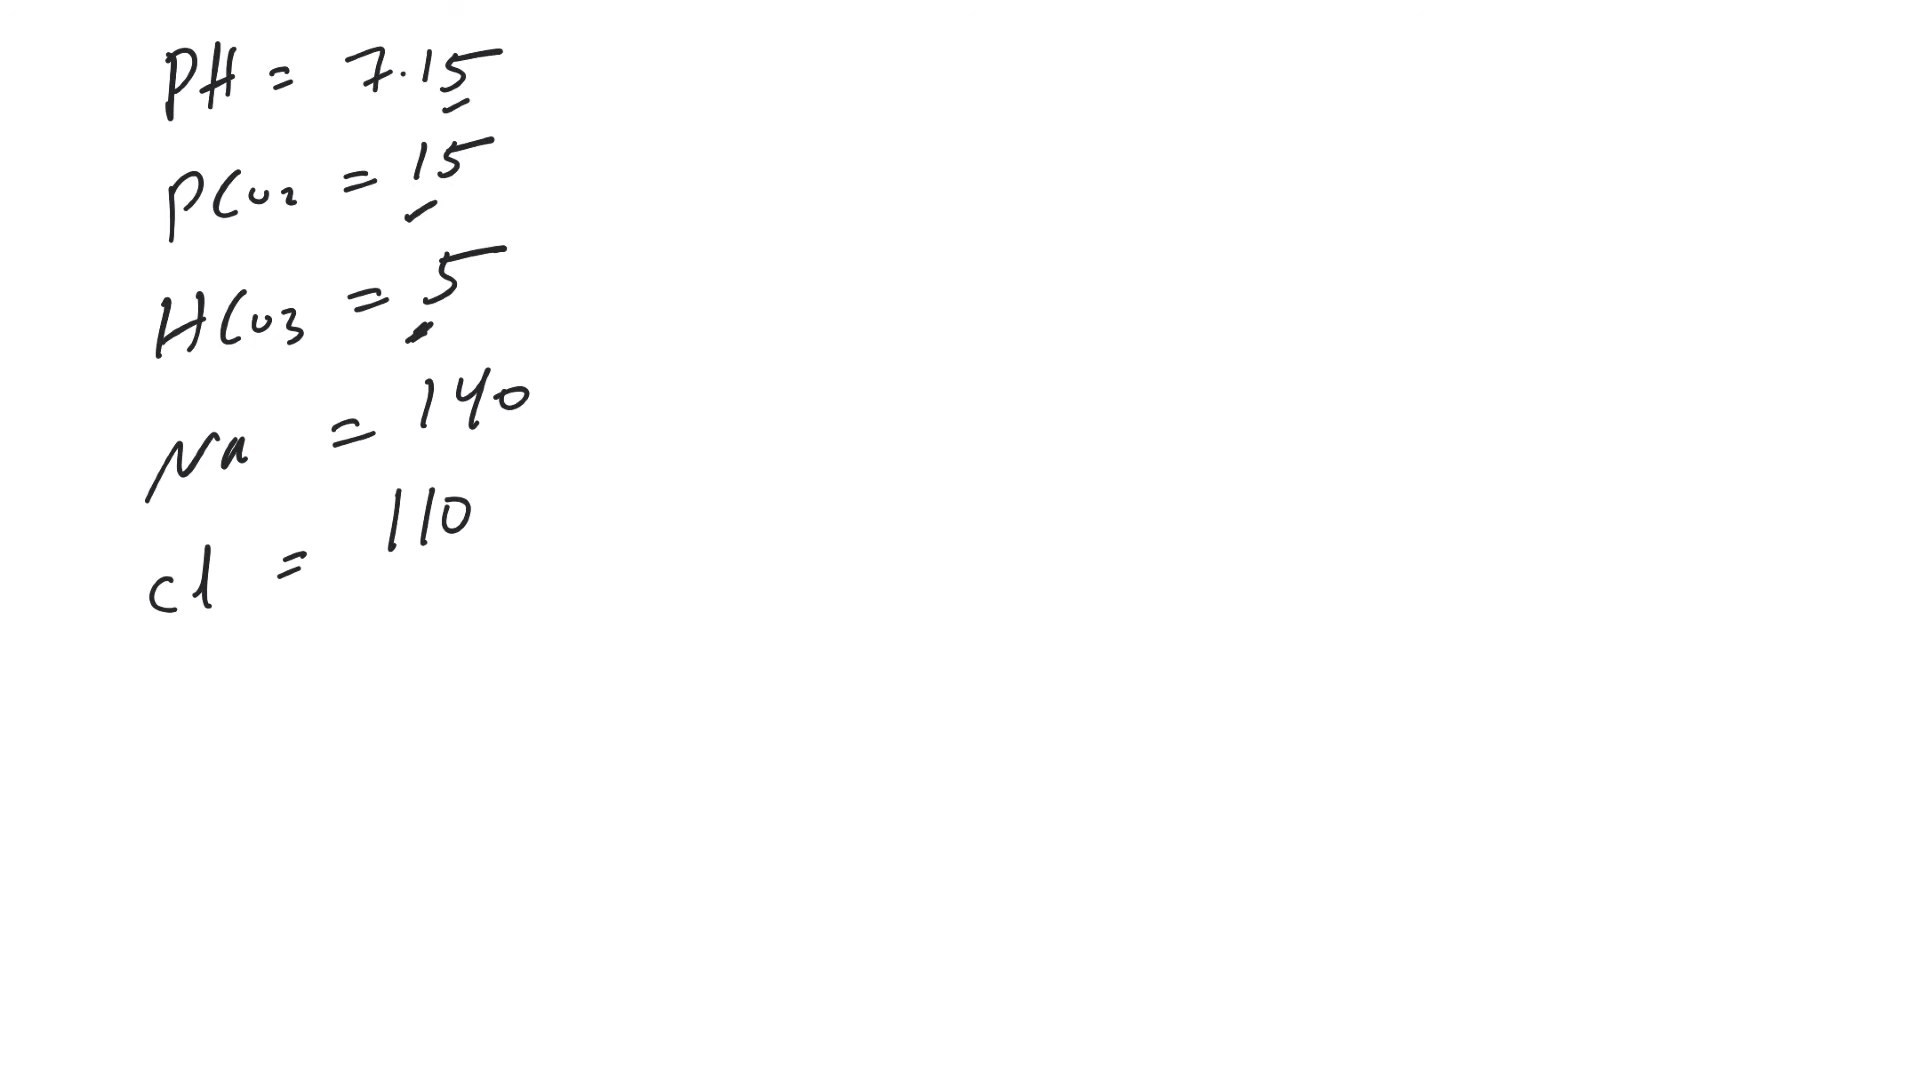 PH = 7.15
PCO2 = 15
HCO3 = 5
Na = 140
cl = 110